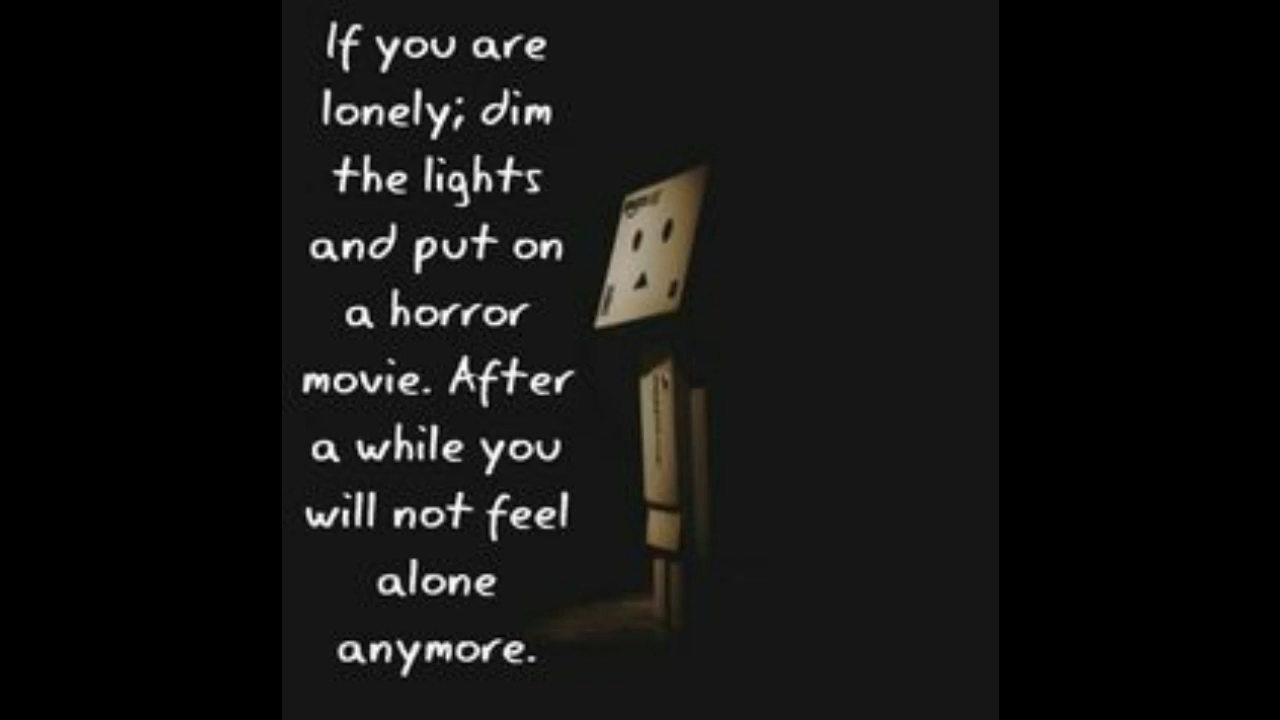 If you are
lonely; dim
the lights
and put on
a horror
movie. After
a while you
will not feel
alone
anymore.